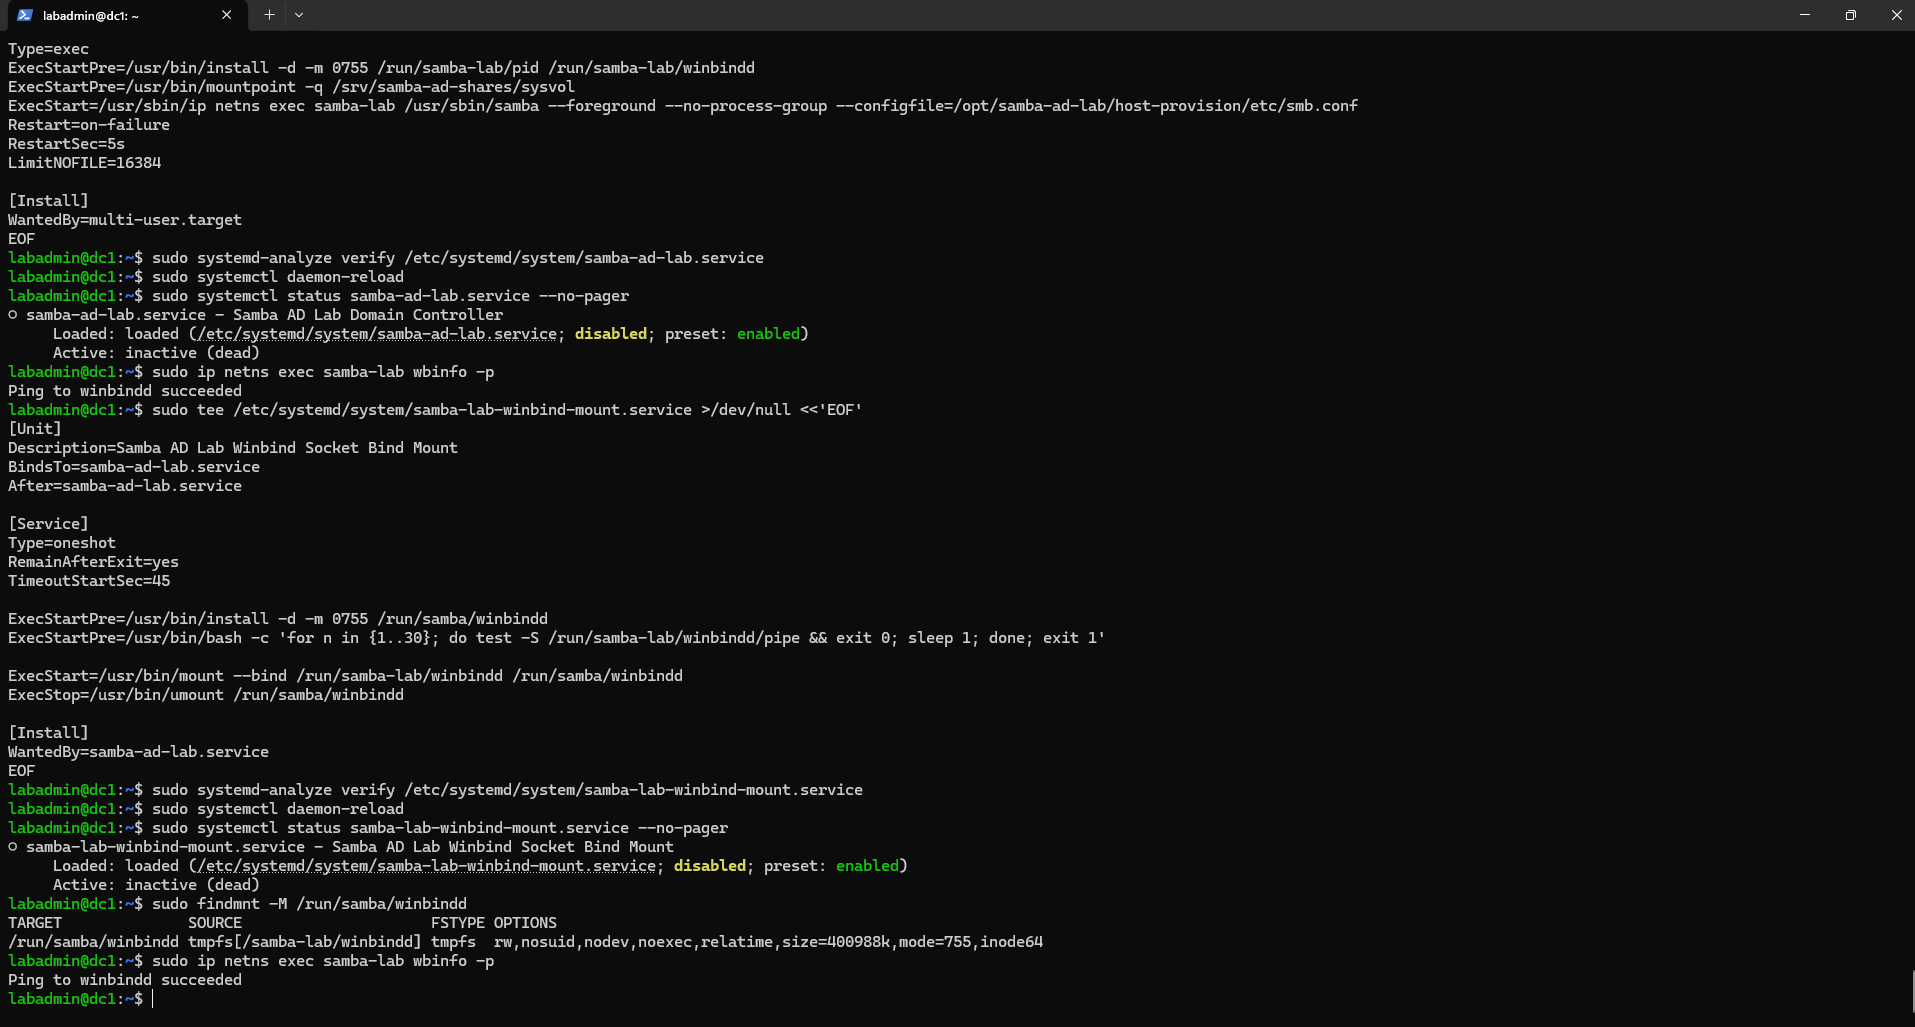 labadmin@dc1: ~
Type=exec
ExecStartPre=/usr/bin/install -d -m 0755 /run/samba-lab/pid /run/samba-lab/winbindd
ExecStartPre=/usr/bin/mountpoint -q /srv/samba-ad-shares/sysvol
ExecStart=/usr/sbin/ip netns exec samba-lab /usr/sbin/samba --foreground --no-process-group --configfile=/opt/samba-ad-lab/host-provision/etc/smb.conf
Restart=on-failure
RestartSec=5s
LimitNOFILE=16384

[Install]
WantedBy=multi-user.target
EOF
labadmin@dc1:~$ sudo systemd-analyze verify /etc/systemd/system/samba-ad-lab.service
labadmin@dc1:~$ sudo systemctl daemon-reload
labadmin@dc1:~$ sudo systemctl status samba-ad-lab.service --no-pager
○ samba-ad-lab.service - Samba AD Lab Domain Controller
     Loaded: loaded (/etc/systemd/system/samba-ad-lab.service; disabled; preset: enabled)
     Active: inactive (dead)
labadmin@dc1:~$ sudo ip netns exec samba-lab wbinfo -p
Ping to winbindd succeeded
labadmin@dc1:~$ sudo tee /etc/systemd/system/samba-lab-winbind-mount.service >/dev/null <<'EOF'
[Unit]
Description=Samba AD Lab Winbind Socket Bind Mount
BindsTo=samba-ad-lab.service
After=samba-ad-lab.service

[Service]
Type=oneshot
RemainAfterExit=yes
TimeoutStartSec=45

ExecStartPre=/usr/bin/install -d -m 0755 /run/samba/winbindd
ExecStartPre=/usr/bin/bash -c 'for n in {1..30}; do test -S /run/samba-lab/winbindd/pipe && exit 0; sleep 1; done; exit 1'

ExecStart=/usr/bin/mount --bind /run/samba-lab/winbindd /run/samba/winbindd
ExecStop=/usr/bin/umount /run/samba/winbindd

[Install]
WantedBy=samba-ad-lab.service
EOF
labadmin@dc1:~$ sudo systemd-analyze verify /etc/systemd/system/samba-lab-winbind-mount.service
labadmin@dc1:~$ sudo systemctl daemon-reload
labadmin@dc1:~$ sudo systemctl status samba-lab-winbind-mount.service --no-pager
○ samba-lab-winbind-mount.service - Samba AD Lab Winbind Socket Bind Mount
     Loaded: loaded (/etc/systemd/system/samba-lab-winbind-mount.service; disabled; preset: enabled)
     Active: inactive (dead)
labadmin@dc1:~$ sudo findmnt -M /run/samba/winbindd
TARGET              SOURCE                     FSTYPE OPTIONS
/run/samba/winbindd tmpfs[/samba-lab/winbindd] tmpfs  rw,nosuid,nodev,noexec,relatime,size=400988k,mode=755,inode64
labadmin@dc1:~$ sudo ip netns exec samba-lab wbinfo -p
Ping to winbindd succeeded
labadmin@dc1:~$